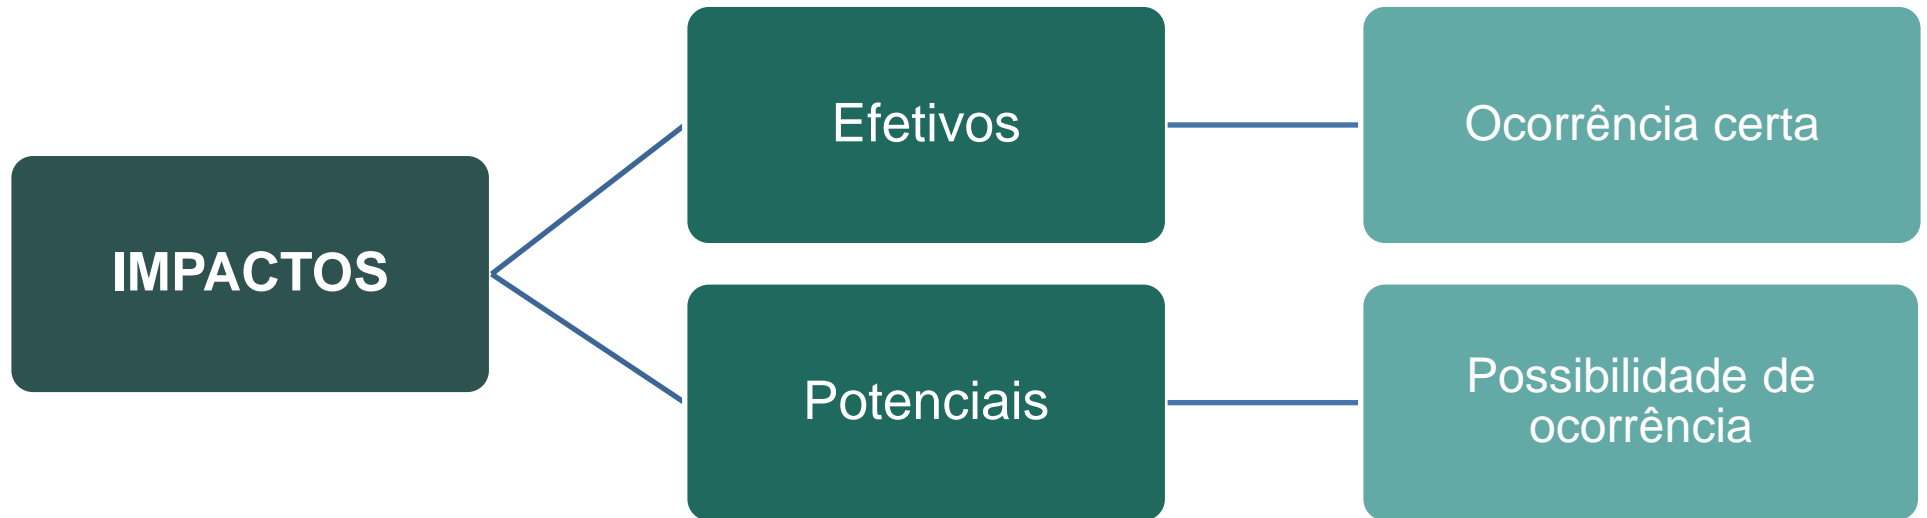 IMPACTOS
Efetivos
Ocorrência certa
Potenciais
Possibilidade de
ocorrência